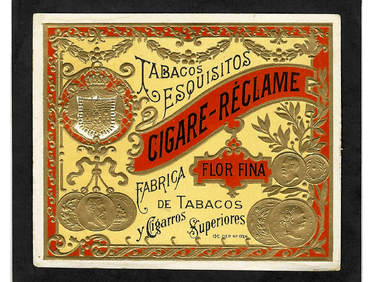 TABACOS
ESQUISITOS
CIGARE-RÉCLAME
FLOR FINA
FABRICA
DE TABACOS
y Cigarros Superiores